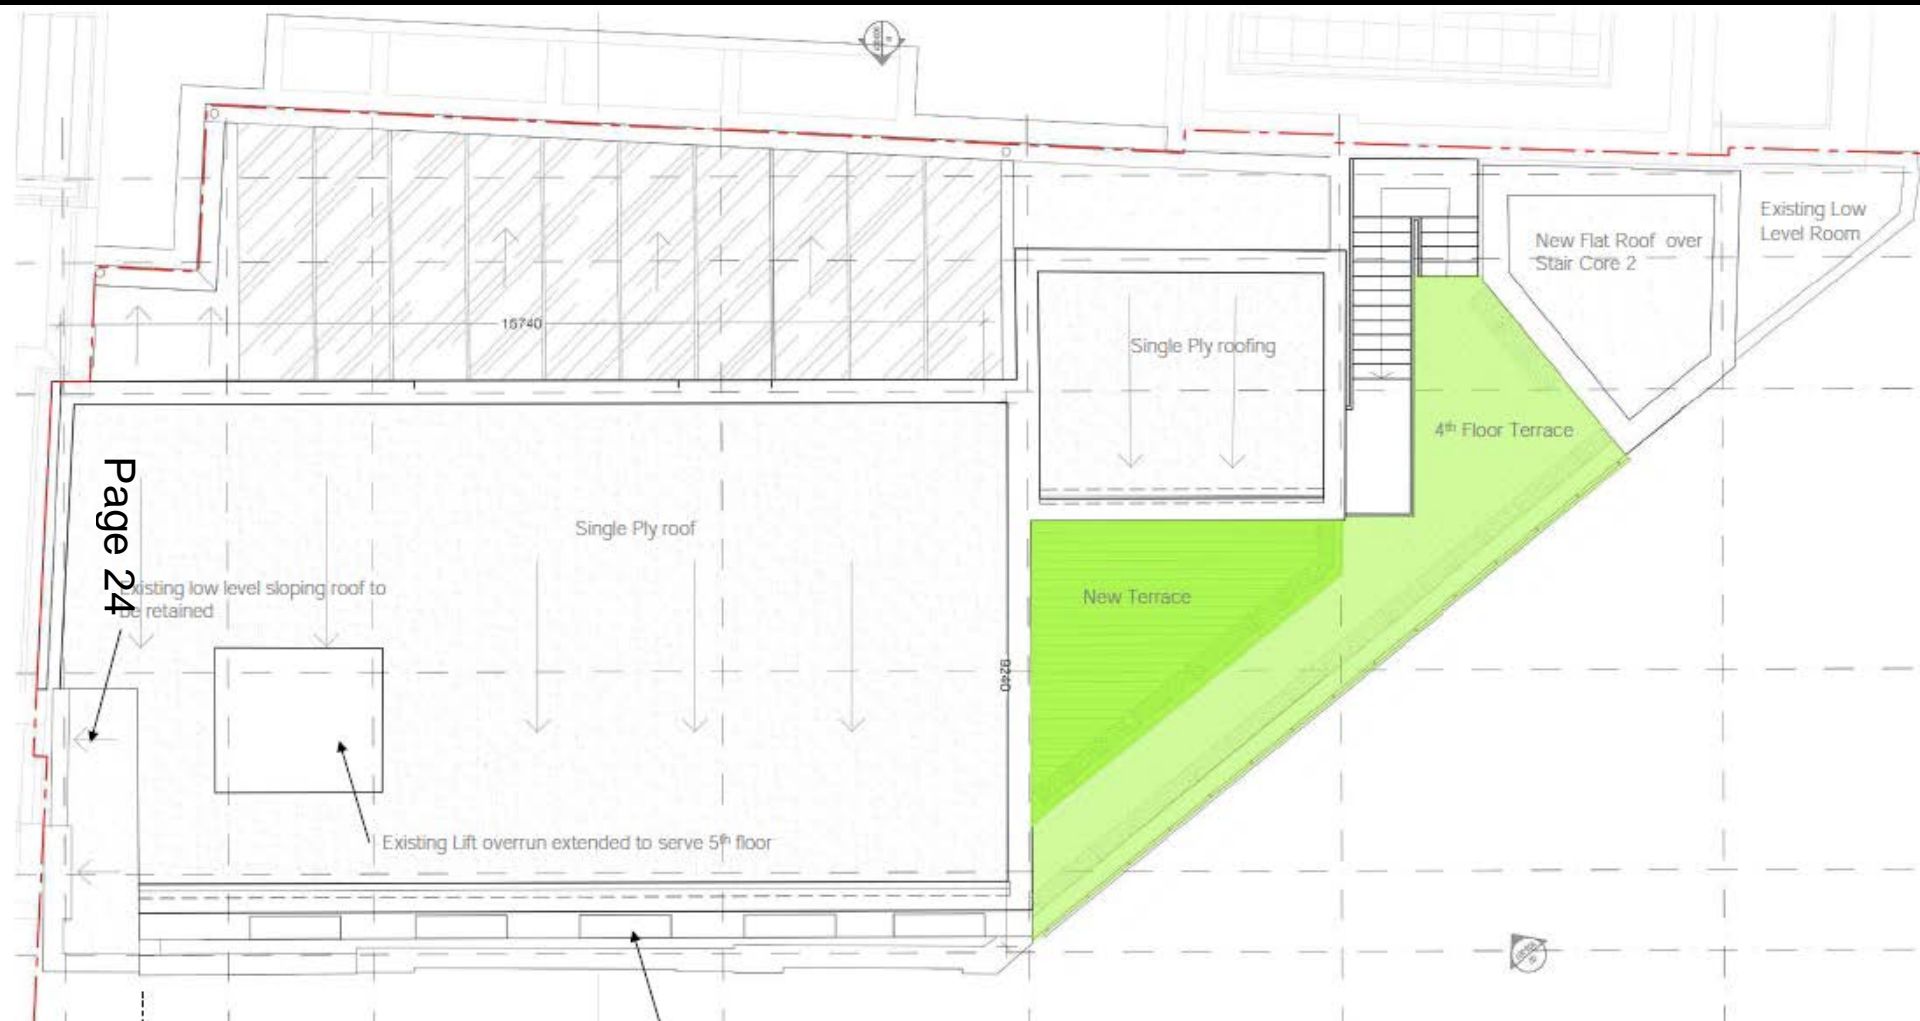 Existing Low
Level Room
New Flat Roof over
Stair Core 2
16740
Single Ply roofing
4th Floor Terrace
Page 24
Single Ply roof
Existing low level sloping roof to
be retained
New Terrace
9240
Existing Lift overrun extended to serve 5th floor